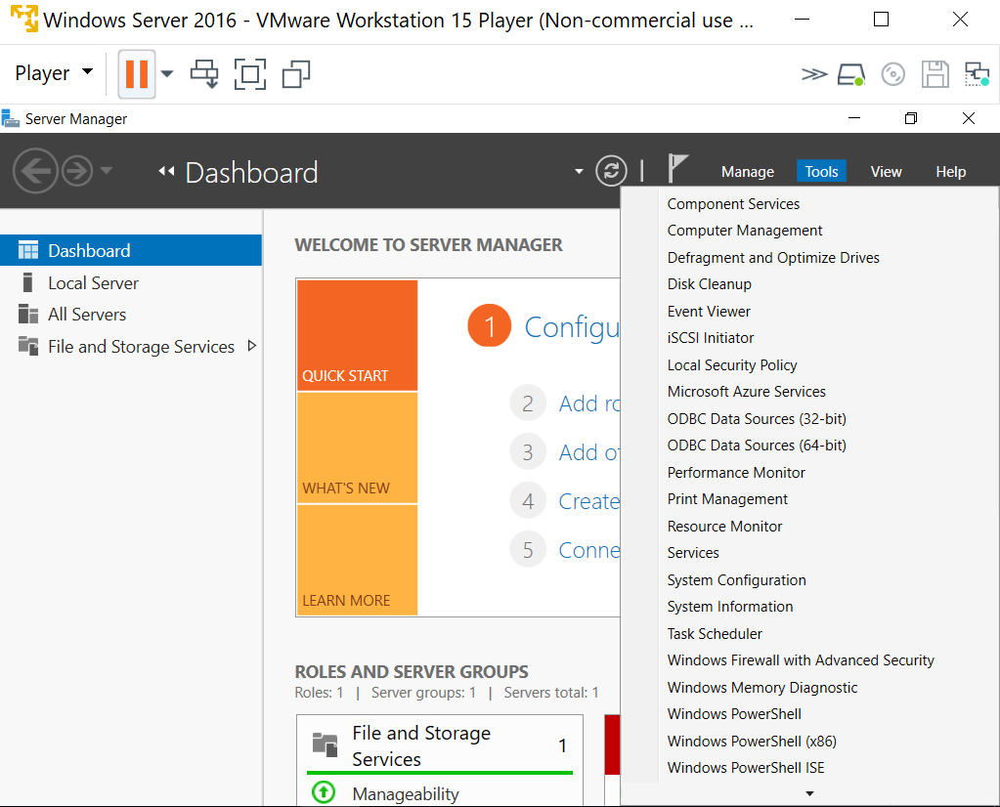 Windows Server 2016 - VMware Workstation 15 Player (Non-commercial use ...
Player
Server Manager
Dashboard
Manage
Tools
View
Help
Dashboard
Local Server
All Servers
File and Storage Services
WELCOME TO SERVER MANAGER
QUICK START
WHAT'S NEW
LEARN MORE
1 Configu
2 Add ro
3 Add ot
4 Create
5 Conne
ROLES AND SERVER GROUPS
Roles: 1 | Server groups: 1 | Servers total: 1
File and Storage
Services
1
Manageability
Component Services
Computer Management
Defragment and Optimize Drives
Disk Cleanup
Event Viewer
iSCSI Initiator
Local Security Policy
Microsoft Azure Services
ODBC Data Sources (32-bit)
ODBC Data Sources (64-bit)
Performance Monitor
Print Management
Resource Monitor
Services
System Configuration
System Information
Task Scheduler
Windows Firewall with Advanced Security
Windows Memory Diagnostic
Windows PowerShell
Windows PowerShell (x86)
Windows PowerShell ISE